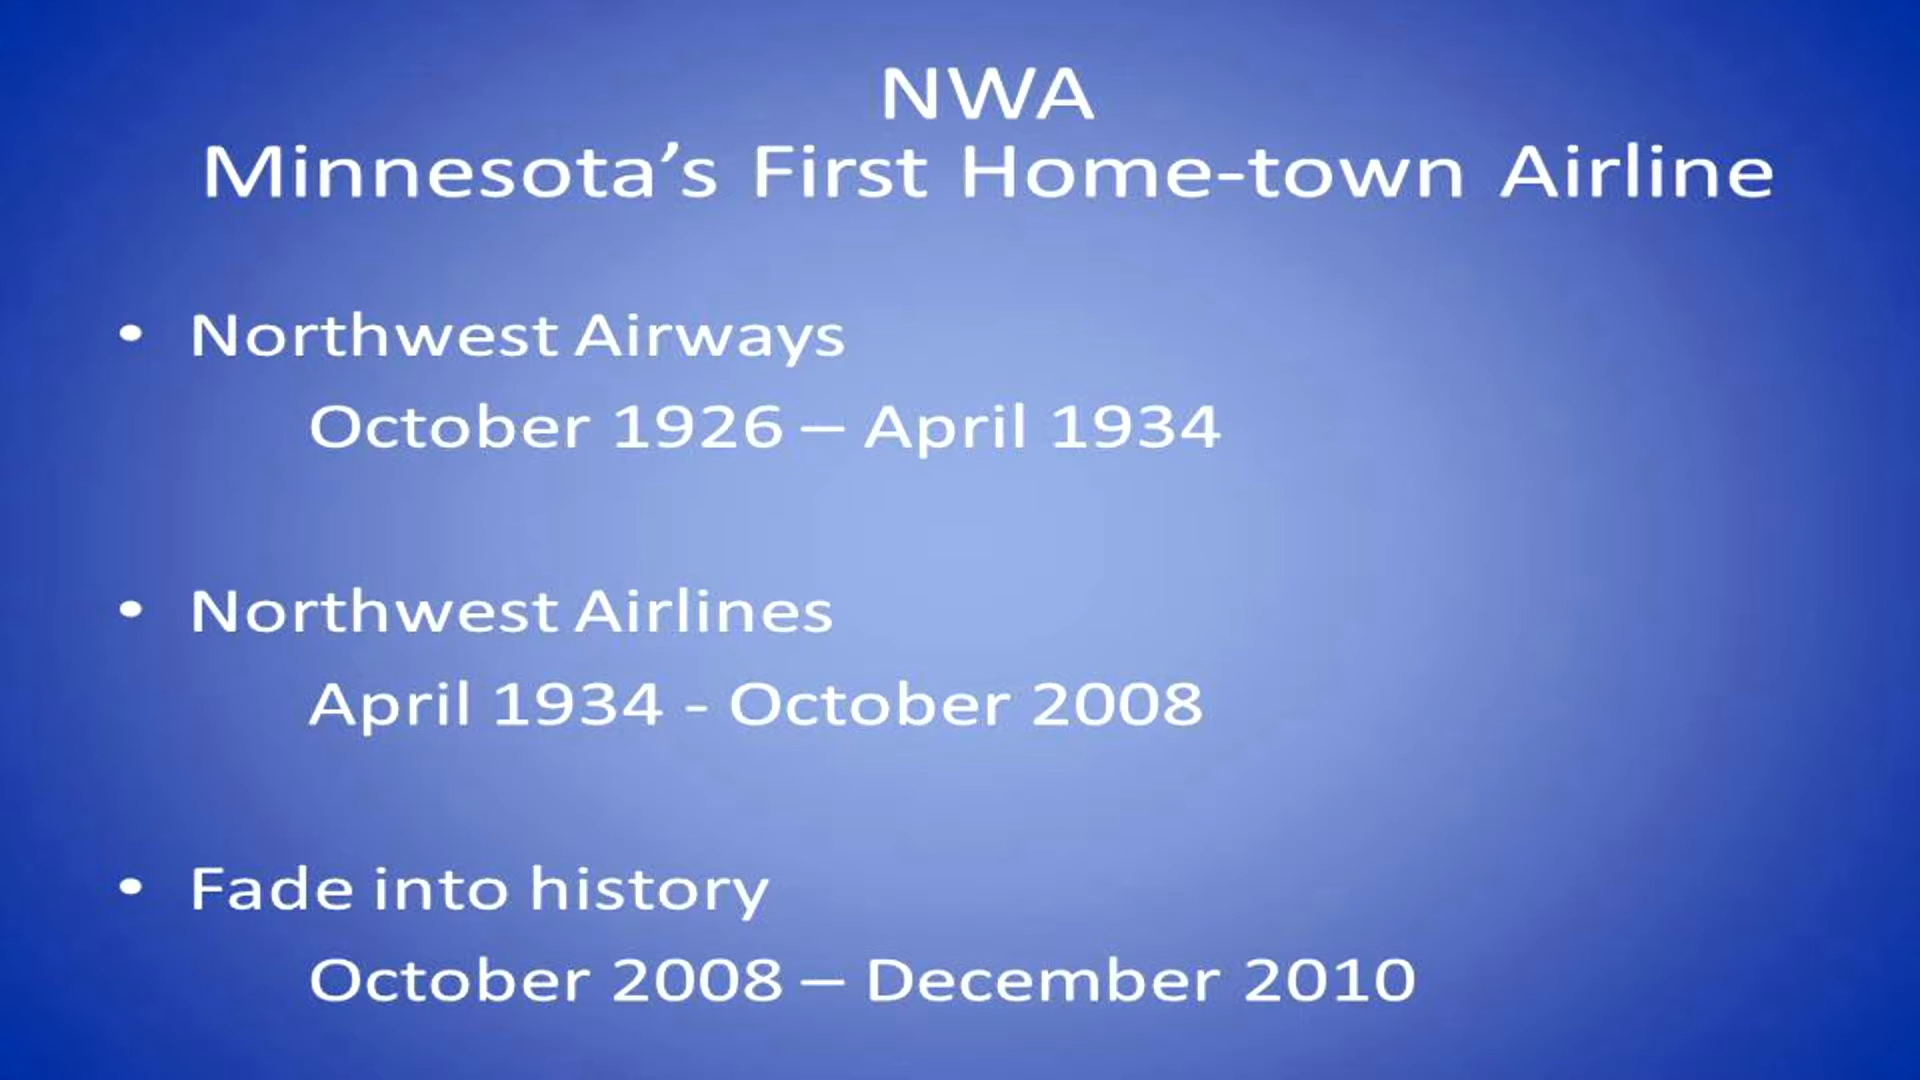 NWA
Minnesota’s First Home-town Airline
• Northwest Airways
October 1926 – April 1934
• Northwest Airlines
April 1934 - October 2008
• Fade into history
October 2008 – December 2010